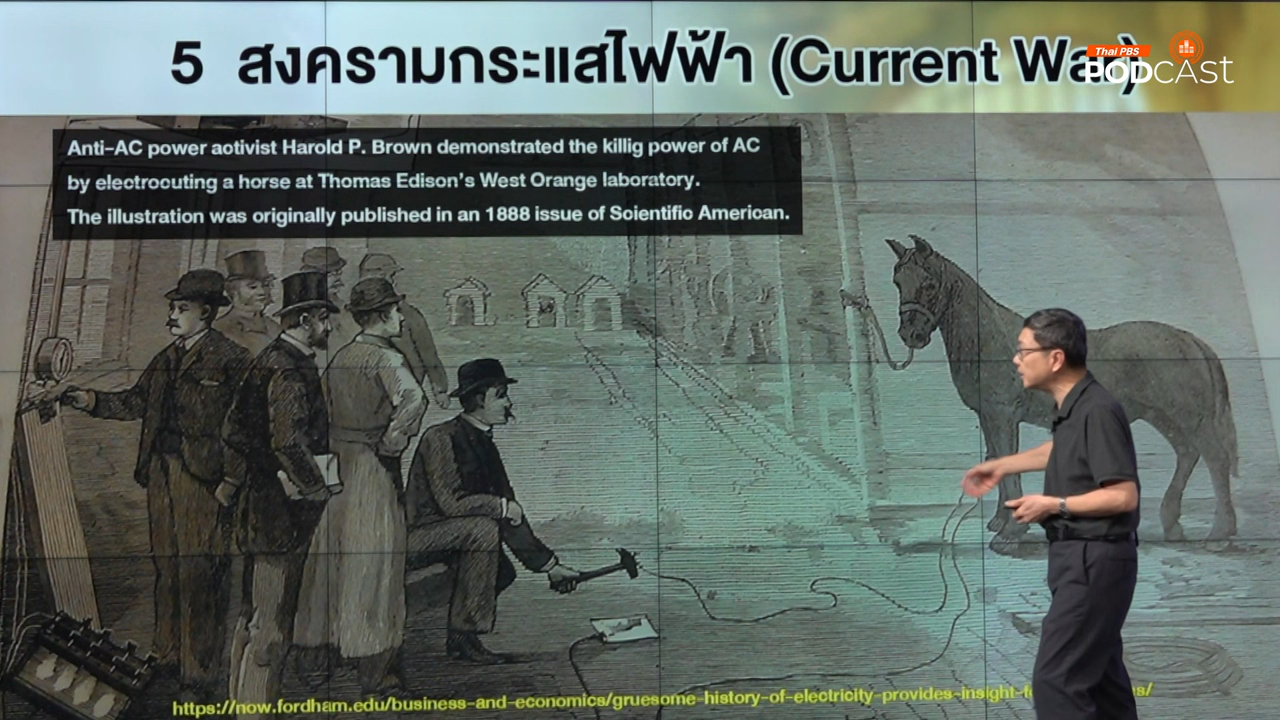 5 สงครามกระแสไฟฟ้า (Current War)
Thai PBS
PODCAST
Anti-AC power aotivist Harold P. Brown demonstrated the killig power of AC
by electrocuting a horse at Thomas Edison's West Orange laboratory.
The illustration was originally published in an 1888 issue of Scientific American.
https://now.fordham.edu/business-and-economics/gruesome-history-of-electricity-provides-insight-f